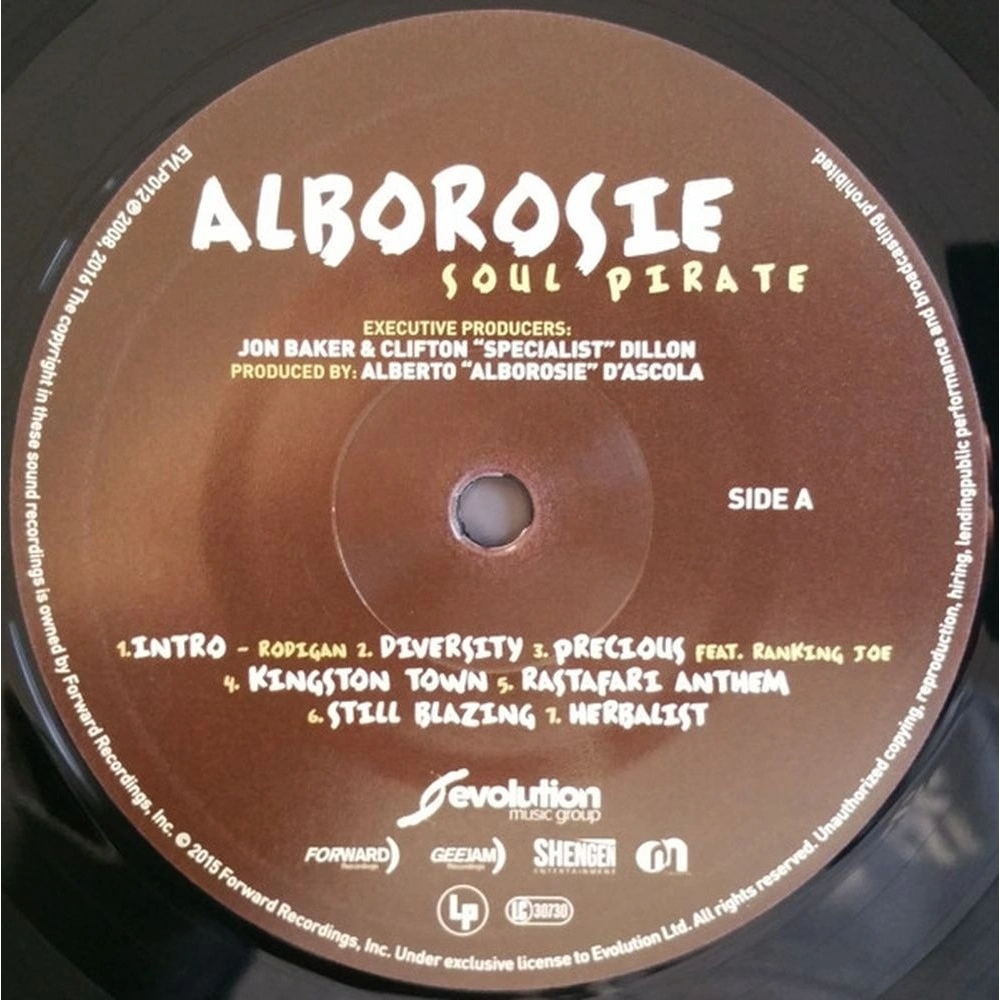 ALBOROSIE
SOUL PIRATE
EXECUTIVE PRODUCERS:
JON BAKER & CLIFTON "SPECIALIST" DILLON
PRODUCED BY: ALBERTO "ALBOROSIE" D'ASCOLA
SIDE A
1. INTRO - RODIGAN 2. DIVERSITY 3. PRECIOUS FEAT. RANKING JOE
4. KINGSTON TOWN 5. RASTAFARI ANTHEM
6. STILL BLAZING 7. HERBALIST
evolution
music group
FORWARD Recordings GEEJAM Recordings SHENGEN ENTERTAINMENT
LP LC 30730
EVLP012 ℗ 2008, 2016 The copyright in these sound recordings is owned by Forward Recordings, Inc. © 2015 Forward Recordings, Inc. Under exclusive license to Evolution Ltd. All rights reserved. Unauthorized copying, reproduction, hiring, lendingpublic performance and broadcasting prohibited.